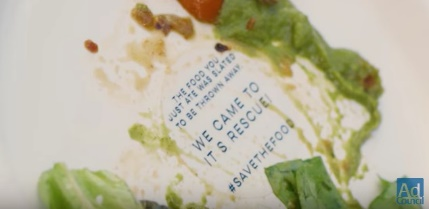 THE FOOD YOU
JUST ATE WAS SLATED
TO BE THROWN AWAY.
WE CAME TO
IT'S RESCUE!
#SAVETHEFOOD
Ad
Council